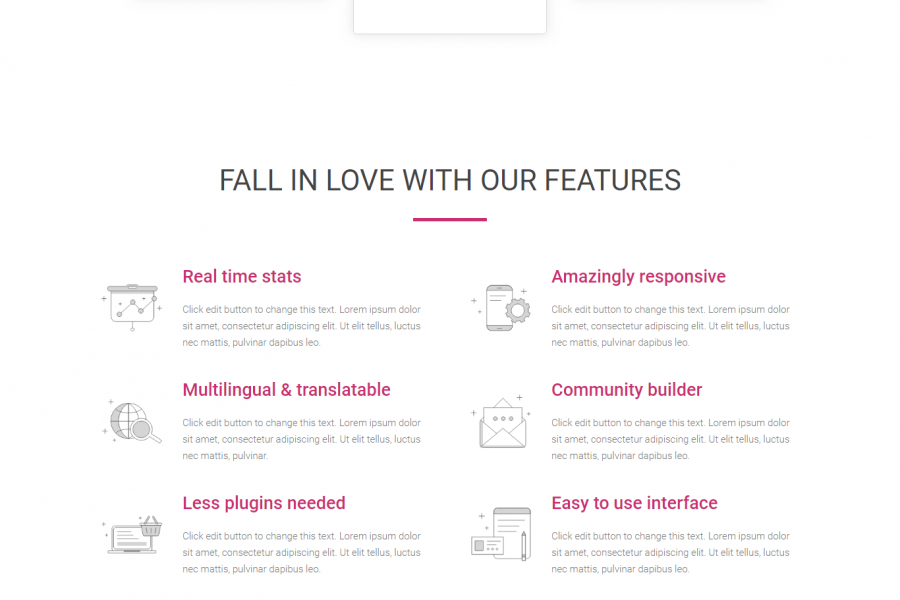 FALL IN LOVE WITH OUR FEATURES
Real time stats
Click edit button to change this text. Lorem ipsum dolor
sit amet, consectetur adipiscing elit. Ut elit tellus, luctus
nec mattis, pulvinar dapibus leo.
Amazingly responsive
Click edit button to change this text. Lorem ipsum dolor
sit amet, consectetur adipiscing elit. Ut elit tellus, luctus
nec mattis, pulvinar dapibus leo.
Multilingual & translatable
Click edit button to change this text. Lorem ipsum dolor
sit amet, consectetur adipiscing elit. Ut elit tellus, luctus
nec mattis, pulvinar.
Community builder
Click edit button to change this text. Lorem ipsum dolor
sit amet, consectetur adipiscing elit. Ut elit tellus, luctus
nec mattis, pulvinar dapibus leo.
Less plugins needed
Click edit button to change this text. Lorem ipsum dolor
sit amet, consectetur adipiscing elit. Ut elit tellus, luctus
nec mattis, pulvinar dapibus leo.
Easy to use interface
Click edit button to change this text. Lorem ipsum dolor
sit amet, consectetur adipiscing elit. Ut elit tellus, luctus
nec mattis, pulvinar dapibus leo.